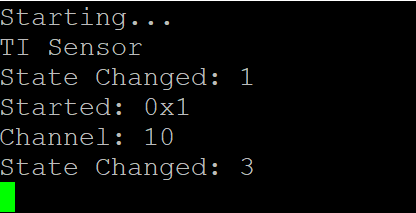 Starting...
TI Sensor
State Changed: 1
Started: 0x1
Channel: 10
State Changed: 3